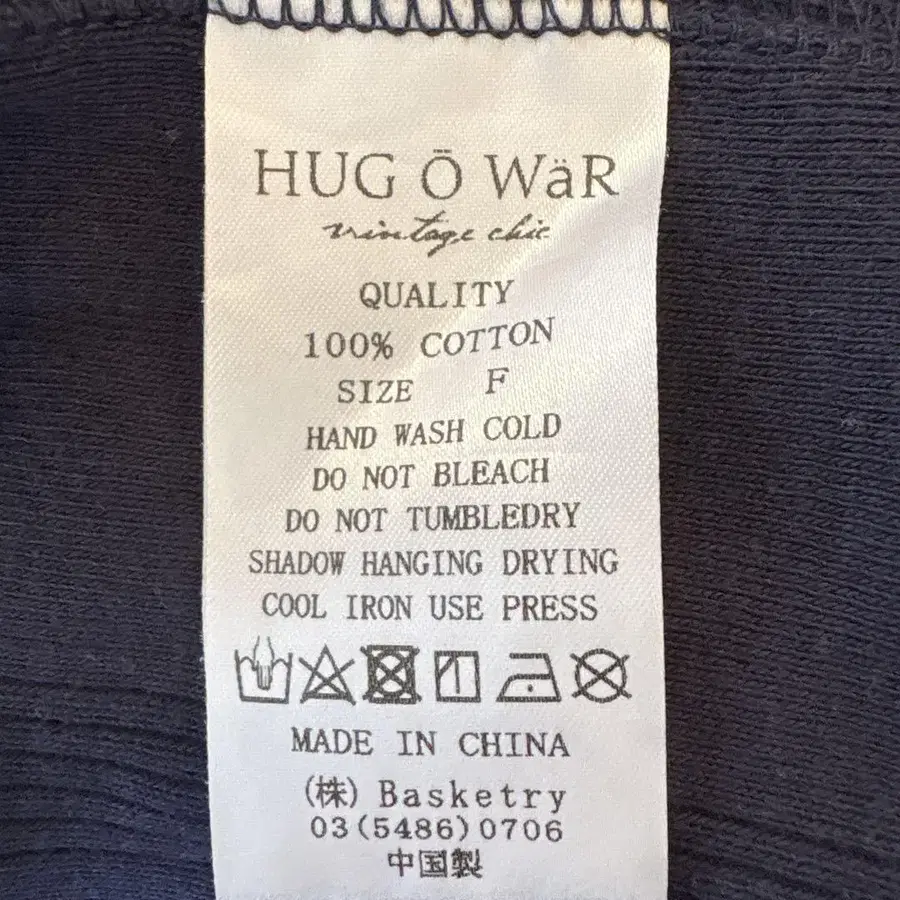 HUG Ō WäR
vintage chic
QUALITY
100% COTTON
SIZE F
HAND WASH COLD
DO NOT BLEACH
DO NOT TUMBLEDRY
SHADOW HANGING DRYING
COOL IRON USE PRESS
MADE IN CHINA
(株) Basketry
03(5486)0706
中国製